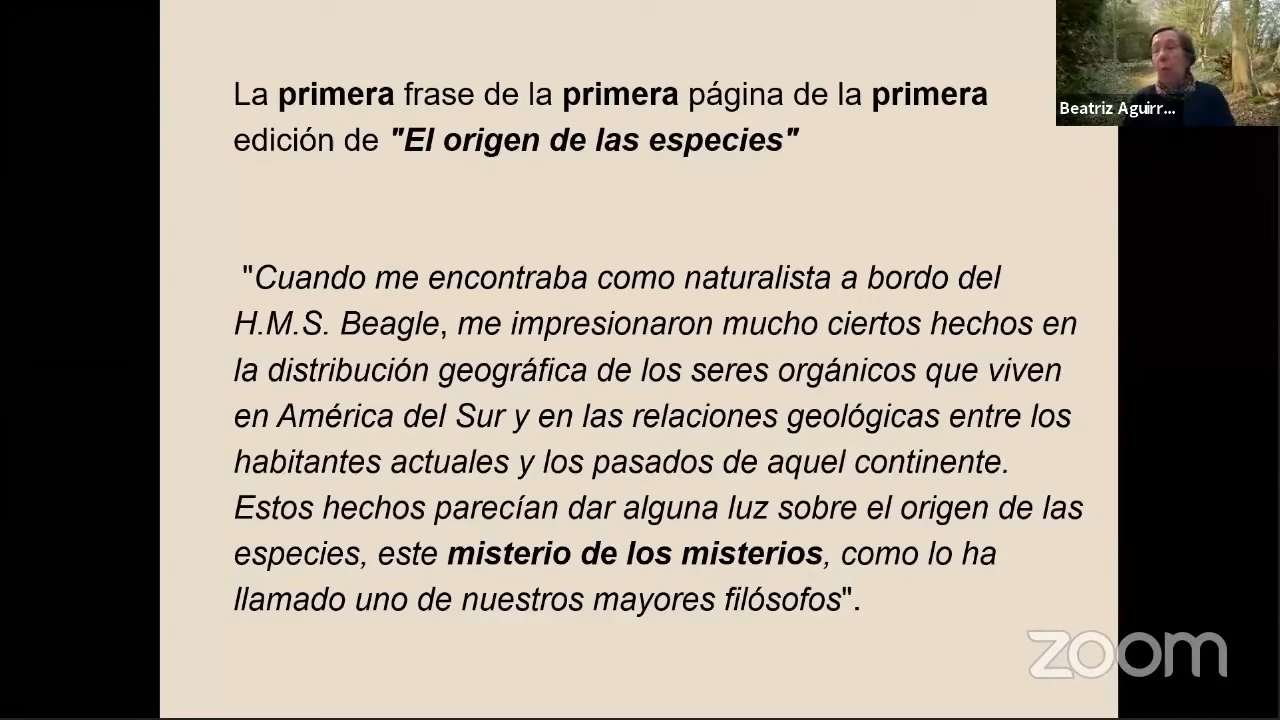 La primera frase de la primera página de la primera
edición de "El origen de las especies"
"Cuando me encontraba como naturalista a bordo del
H.M.S. Beagle, me impresionaron mucho ciertos hechos en
la distribución geográfica de los seres orgánicos que viven
en América del Sur y en las relaciones geológicas entre los
habitantes actuales y los pasados de aquel continente.
Estos hechos parecían dar alguna luz sobre el origen de las
especies, este misterio de los misterios, como lo ha
llamado uno de nuestros mayores filósofos".
Beatriz Aguirr...
zoom